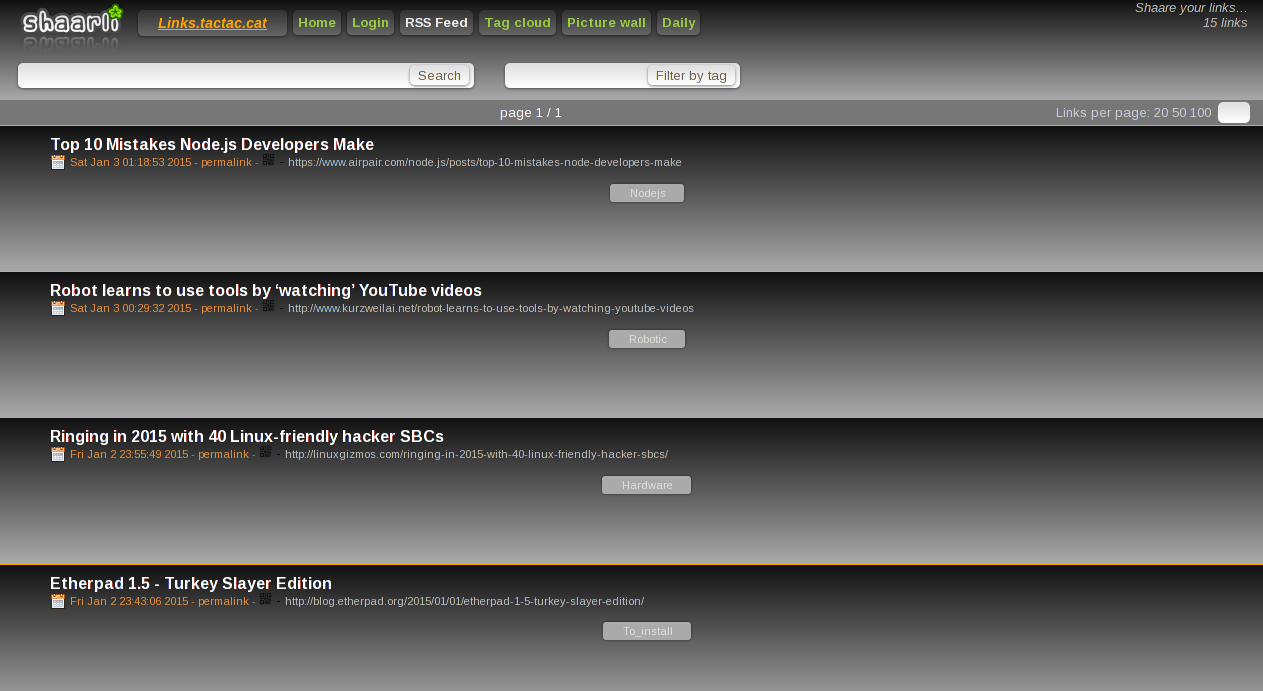 shaarli
Links.tactac.cat Home Login RSS Feed Tag cloud Picture wall Daily
Shaare your links...
15 links
Search
Filter by tag
page 1 / 1
Links per page: 20 50 100
Top 10 Mistakes Node.js Developers Make
Sat Jan 3 01:18:53 2015 - permalink - - https://www.airpair.com/node.js/posts/top-10-mistakes-node-developers-make
Nodejs
Robot learns to use tools by ‘watching’ YouTube videos
Sat Jan 3 00:29:32 2015 - permalink - - http://www.kurzweilai.net/robot-learns-to-use-tools-by-watching-youtube-videos
Robotic
Ringing in 2015 with 40 Linux-friendly hacker SBCs
Fri Jan 2 23:55:49 2015 - permalink - - http://linuxgizmos.com/ringing-in-2015-with-40-linux-friendly-hacker-sbcs/
Hardware
Etherpad 1.5 - Turkey Slayer Edition
Fri Jan 2 23:43:06 2015 - permalink - - http://blog.etherpad.org/2015/01/01/etherpad-1-5-turkey-slayer-edition/
To_install